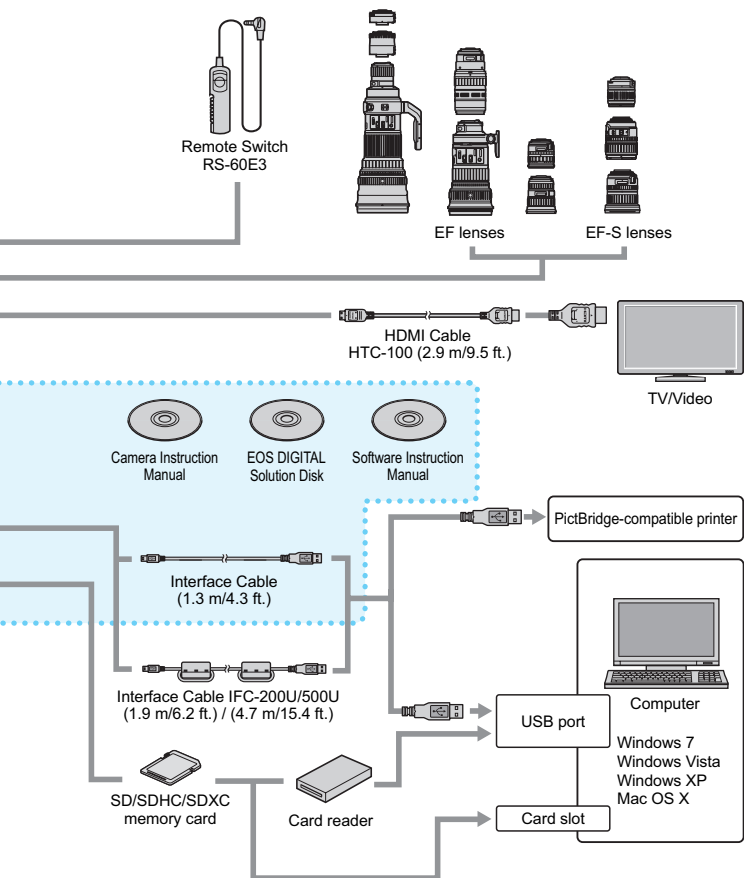 Remote Switch
RS-60E3
EF lenses
EF-S lenses
HDMI Cable
HTC-100 (2.9 m/9.5 ft.)
TV/Video
Camera Instruction
Manual
EOS DIGITAL
Solution Disk
Software Instruction
Manual
PictBridge-compatible printer
Interface Cable
(1.3 m/4.3 ft.)
Interface Cable IFC-200U/500U
(1.9 m/6.2 ft.) / (4.7 m/15.4 ft.)
USB port
Computer
Windows 7
Windows Vista
Windows XP
Mac OS X
SD/SDHC/SDXC
memory card
Card reader
Card slot